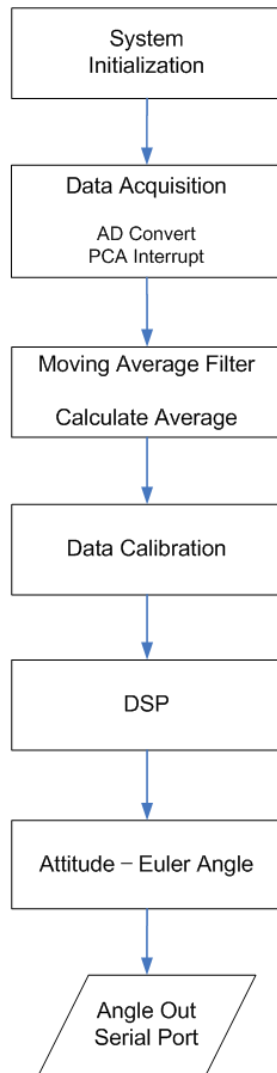 System
Initialization
Data Acquisition
AD Convert
PCA Interrupt
Moving Average Filter
Calculate Average
Data Calibration
DSP
Attitude – Euler Angle
Angle Out
Serial Port